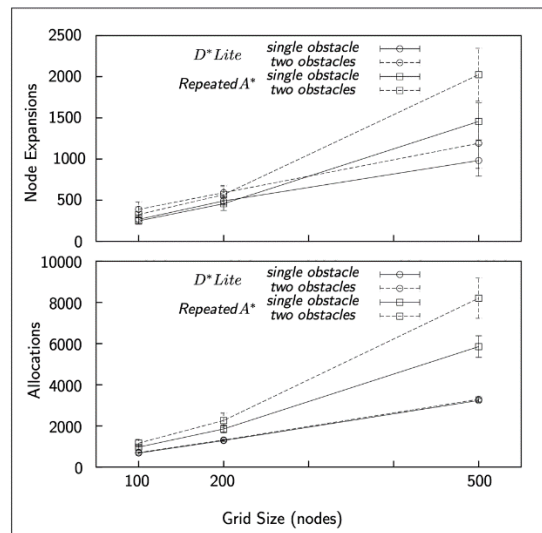 2500
2000
1500
1000
500
0
Node Expansions
D* Lite single obstacle
two obstacles
Repeated A* single obstacle
two obstacles
10000
8000
6000
4000
2000
0
Allocations
D* Lite single obstacle
two obstacles
Repeated A* single obstacle
two obstacles
100 200 500
Grid Size (nodes)